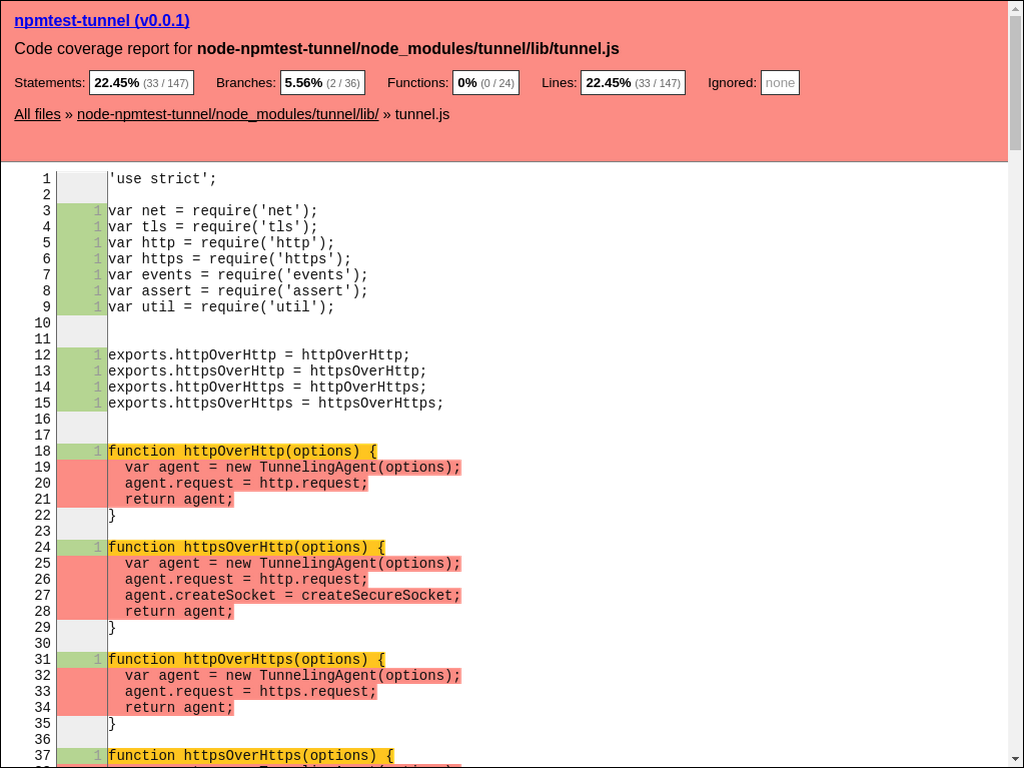 npmtest-tunnel (v0.0.1)
Code coverage report for node-npmtest-tunnel/node_modules/tunnel/lib/tunnel.js
Statements: 22.45% (33 / 147) Branches: 5.56% (2 / 36) Functions: 0% (0 / 24) Lines: 22.45% (33 / 147) Ignored: none
All files » node-npmtest-tunnel/node_modules/tunnel/lib/ » tunnel.js
1 'use strict';
2
3 1 var net = require('net');
4 1 var tls = require('tls');
5 1 var http = require('http');
6 1 var https = require('https');
7 1 var events = require('events');
8 1 var assert = require('assert');
9 1 var util = require('util');
10
11
12 1 exports.httpOverHttp = httpOverHttp;
13 1 exports.httpsOverHttp = httpsOverHttp;
14 1 exports.httpOverHttps = httpOverHttps;
15 1 exports.httpsOverHttps = httpsOverHttps;
16
17
18 1 function httpOverHttp(options) {
19   var agent = new TunnelingAgent(options);
20   agent.request = http.request;
21   return agent;
22 }
23
24 1 function httpsOverHttp(options) {
25   var agent = new TunnelingAgent(options);
26   agent.request = http.request;
27   agent.createSocket = createSecureSocket;
28   return agent;
29 }
30
31 1 function httpOverHttps(options) {
32   var agent = new TunnelingAgent(options);
33   agent.request = https.request;
34   return agent;
35 }
36
37 1 function httpsOverHttps(options) {